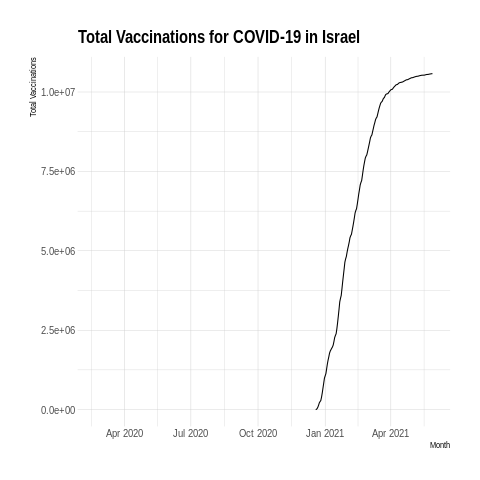 Total Vaccinations for COVID-19 in Israel
Total Vaccinations
1.0e+07
7.5e+06
5.0e+06
2.5e+06
0.0e+00
Apr 2020 Jul 2020 Oct 2020 Jan 2021 Apr 2021
Month